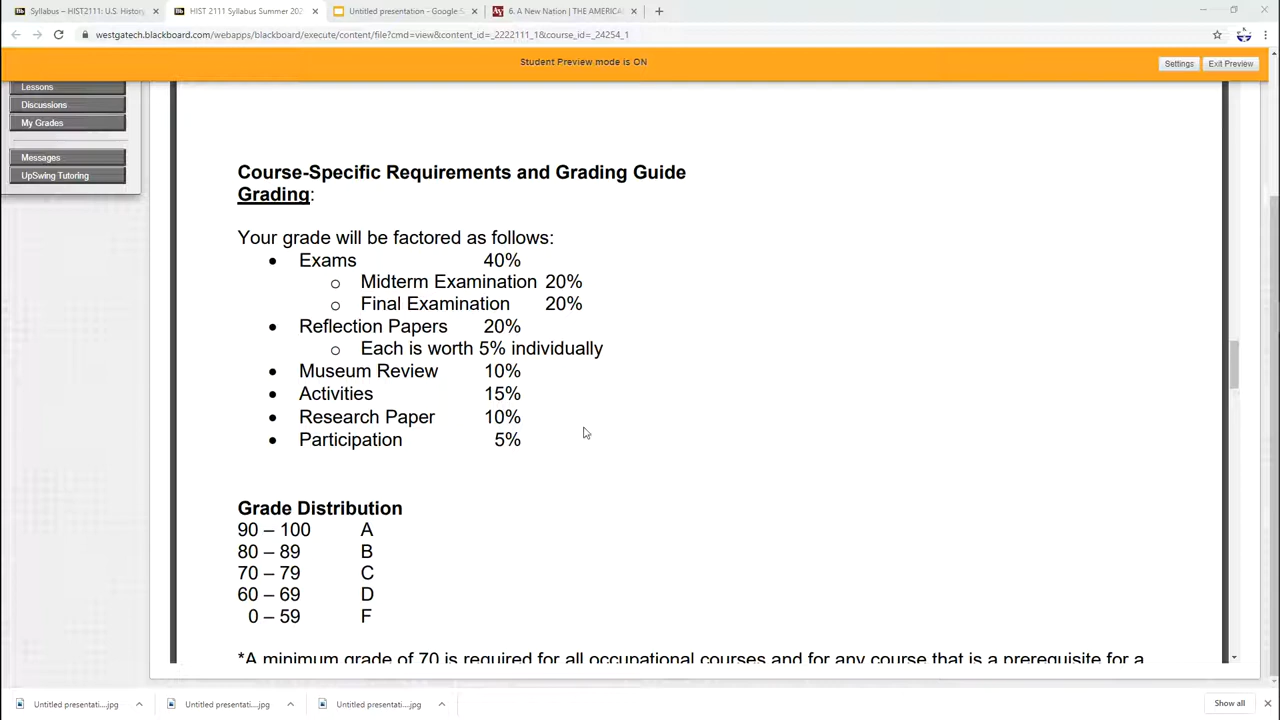 Syllabus – HIST2111: U.S. History
HIST 2111 Syllabus Summer 202
Untitled presentation - Google S
6. A New Nation | THE AMERICA
westgatech.blackboard.com/webapps/blackboard/execute/content/file?cmd=view&content_id=_2222111_1&course_id=_24254_1
Student Preview mode is ON
Settings
Exit Preview
Lessons
Discussions
My Grades
Messages
UpSwing Tutoring
Course-Specific Requirements and Grading Guide
Grading:
Your grade will be factored as follows:
• Exams 40%
o Midterm Examination 20%
o Final Examination 20%
• Reflection Papers 20%
o Each is worth 5% individually
• Museum Review 10%
• Activities 15%
• Research Paper 10%
• Participation 5%
Grade Distribution
90 – 100 A
80 – 89 B
70 – 79 C
60 – 69 D
0 – 59 F
*A minimum grade of 70 is required for all occupational courses and for any course that is a prerequisite for a
Untitled presentati....jpg
Untitled presentati....jpg
Untitled presentati....jpg
Show all